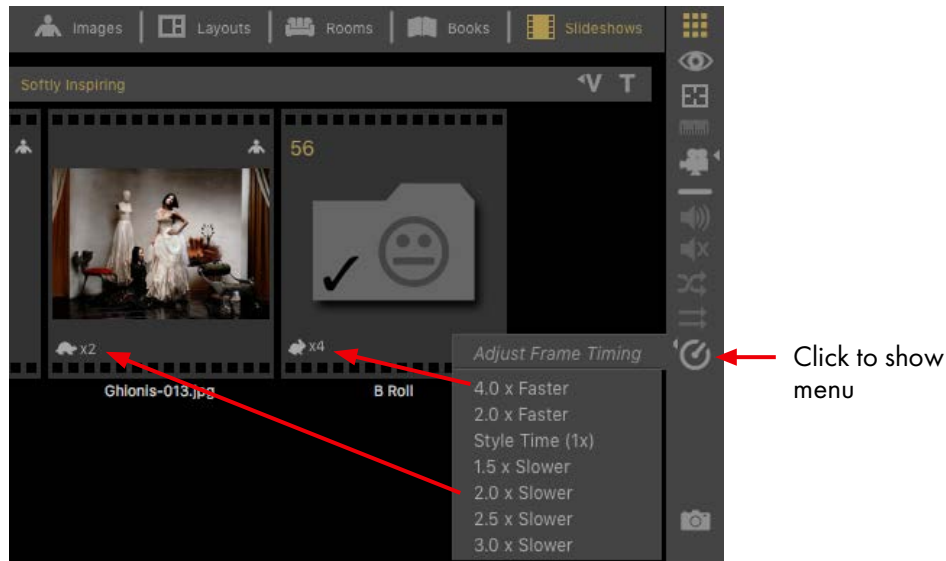 Images Layouts Rooms Books Slideshows
Softly Inspiring V T
56
x2 x4
Ghionis-013.jpg B Roll
Adjust Frame Timing
4.0 x Faster
2.0 x Faster
Style Time (1x)
1.5 x Slower
2.0 x Slower
2.5 x Slower
3.0 x Slower
Click to show
menu